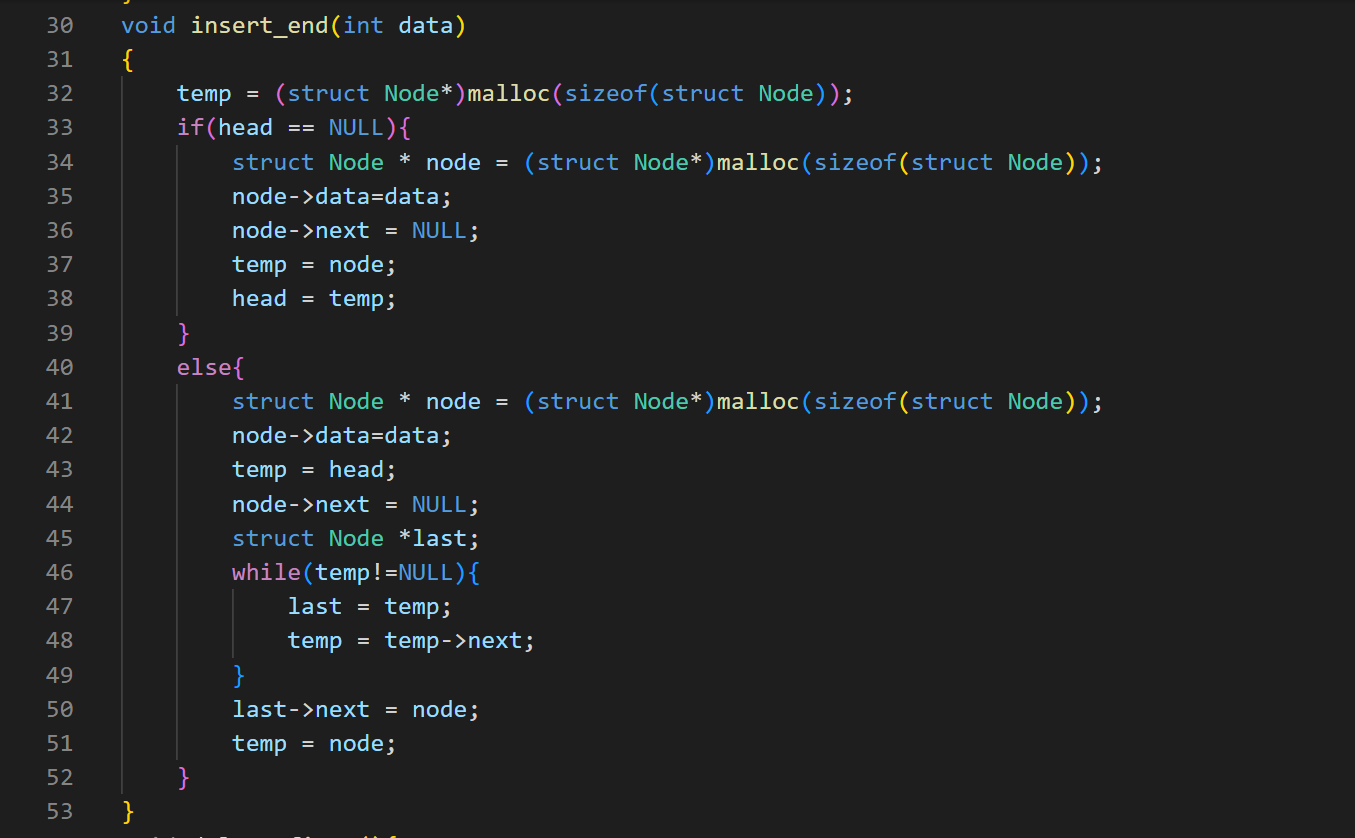 30 void insert_end(int data)
31 {
32 temp = (struct Node*)malloc(sizeof(struct Node));
33 if(head == NULL){
34 struct Node * node = (struct Node*)malloc(sizeof(struct Node));
35 node->data=data;
36 node->next = NULL;
37 temp = node;
38 head = temp;
39 }
40 else{
41 struct Node * node = (struct Node*)malloc(sizeof(struct Node));
42 node->data=data;
43 temp = head;
44 node->next = NULL;
45 struct Node *last;
46 while(temp!=NULL){
47 last = temp;
48 temp = temp->next;
49 }
50 last->next = node;
51 temp = node;
52 }
53 }